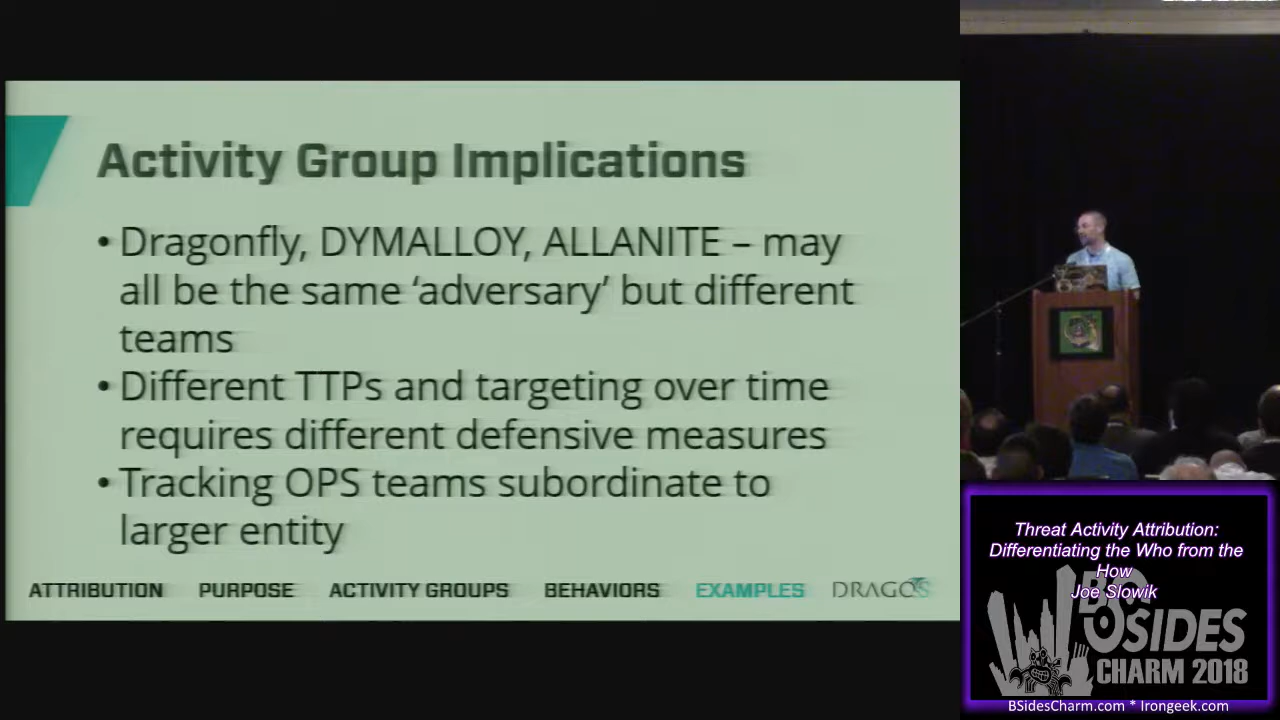 Activity Group Implications
• Dragonfly, DYMALLOY, ALLANITE – may
all be the same ‘adversary’ but different
teams
• Different TTPs and targeting over time
requires different defensive measures
• Tracking OPS teams subordinate to
larger entity
ATTRIBUTION PURPOSE ACTIVITY GROUPS BEHAVIORS EXAMPLES DRAGOS
Threat Activity Attribution:
Differentiating the Who from the
How
Joe Slowik
BSIDES
CHARM 2018
BSidesCharm.com * Irongeek.com